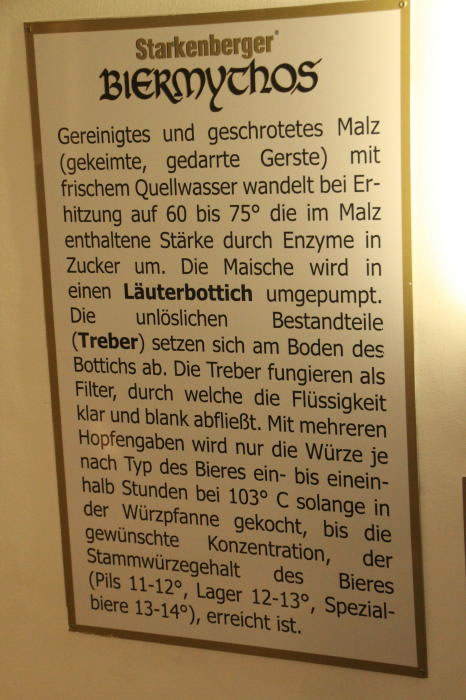 Starkenberger®
BIERMYTHOS
Gereinigtes und geschrotetes Malz
(gekeimte, gedarrte Gerste) mit
frischem Quellwasser wandelt bei Er-
hitzung auf 60 bis 75° die im Malz
enthaltene Stärke durch Enzyme in
Zucker um. Die Maische wird in
einen Läuterbottich umgepumpt.
Die unlöslichen Bestandteile
(Treber) setzen sich am Boden des
Bottichs ab. Die Treber fungieren als
Filter, durch welche die Flüssigkeit
klar und blank abfließt. Mit mehreren
Hopfengaben wird nur die Würze je
nach Typ des Bieres ein- bis einein-
halb Stunden bei 103° C solange in
der Würzpfanne gekocht, bis die
gewünschte Konzentration, der
Stammwürzegehalt des Bieres
(Pils 11-12°, Lager 12-13°, Spezial-
biere 13-14°), erreicht ist.